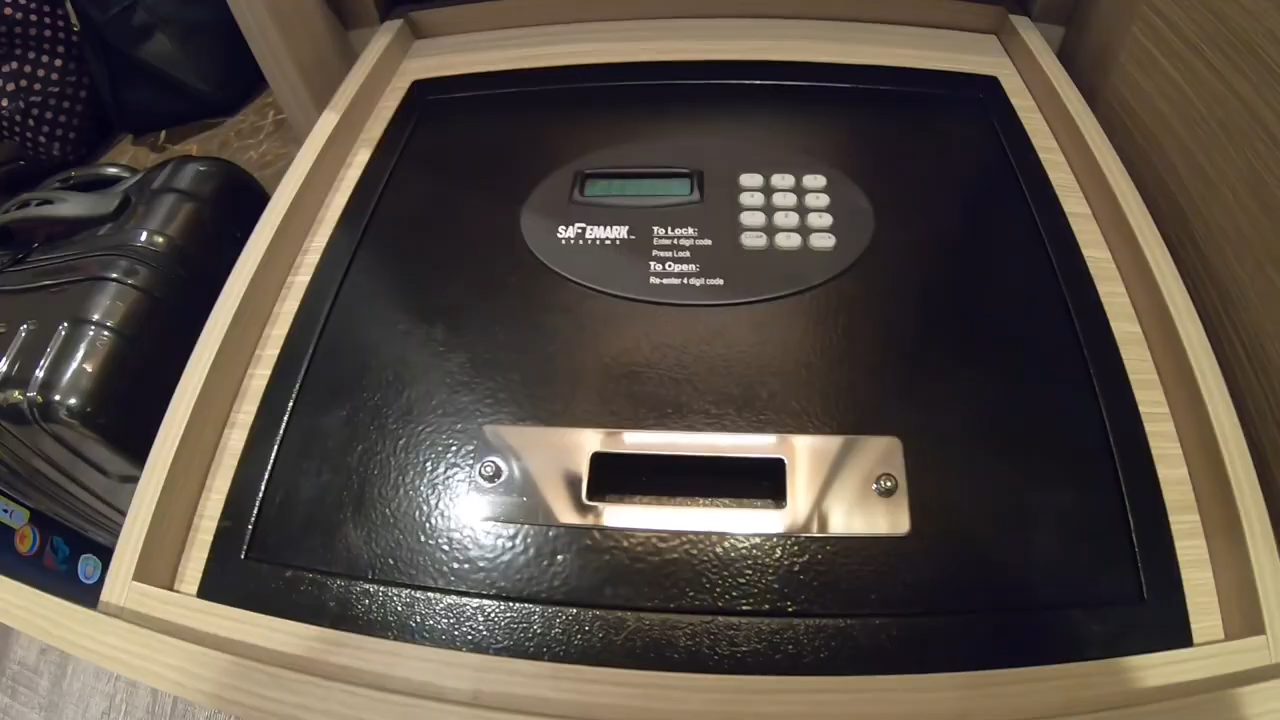 SAFEMARK
SYSTEMS
To Lock:
Enter 4 digit code
Press Lock
To Open:
Re-enter 4 digit code